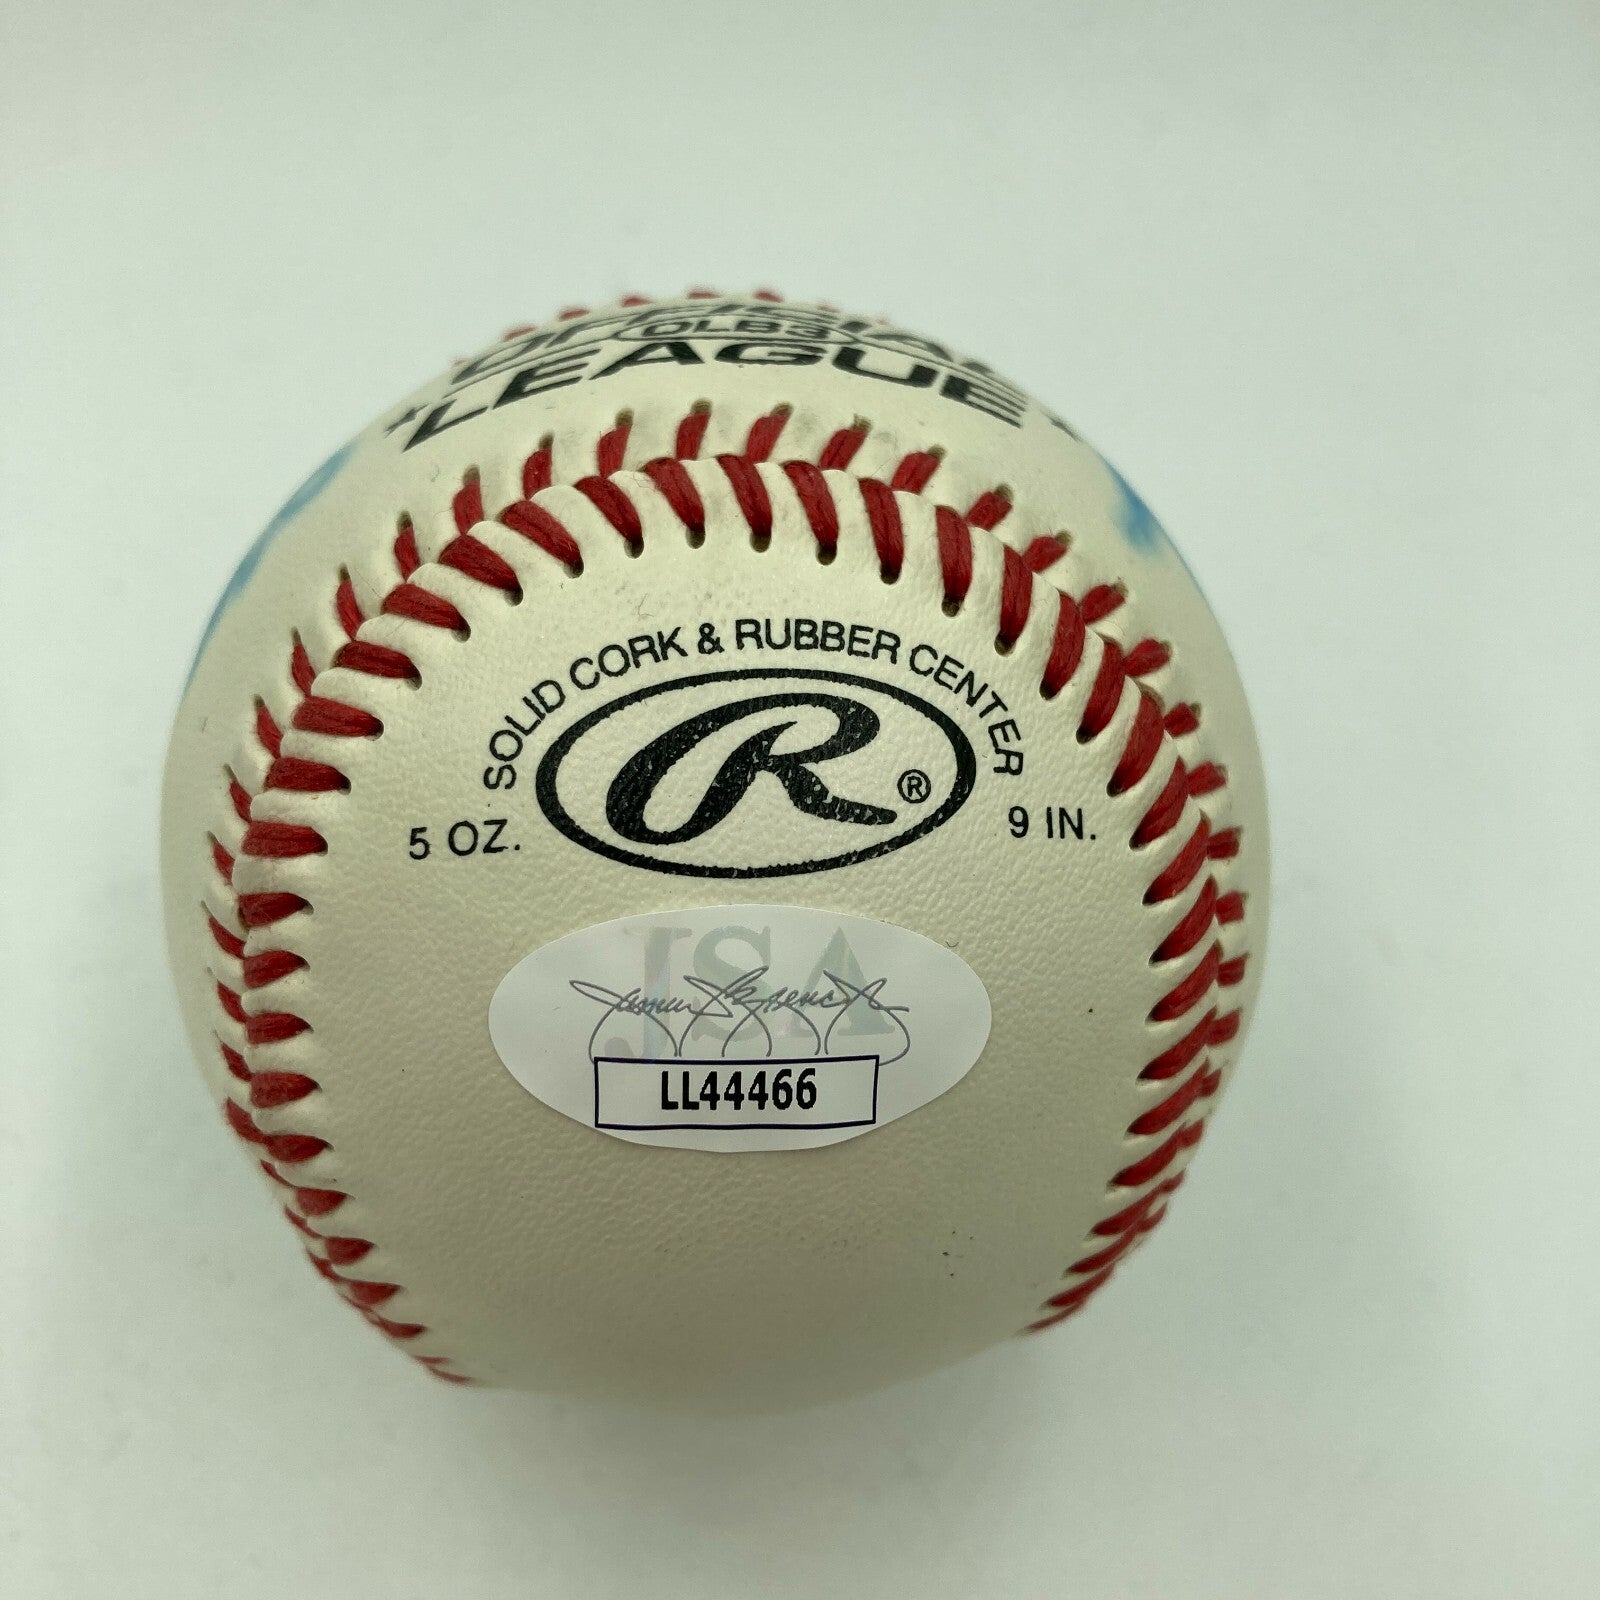 OFFICIAL
OLB3
LEAGUE
SOLID CORK & RUBBER CENTER
R ®
5 OZ. 9 IN.
JSA
LL44466